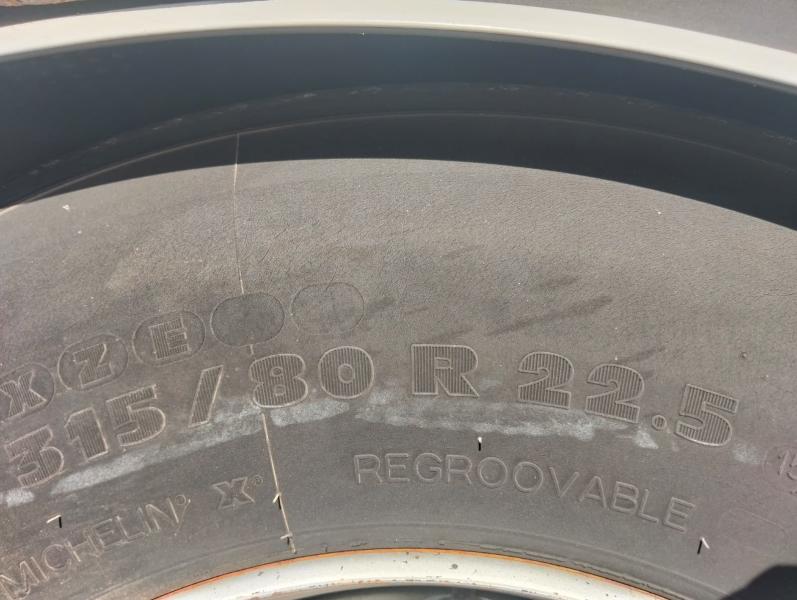 XZE
315/80 R 22.5
MICHELIN® X®
REGROOVABLE